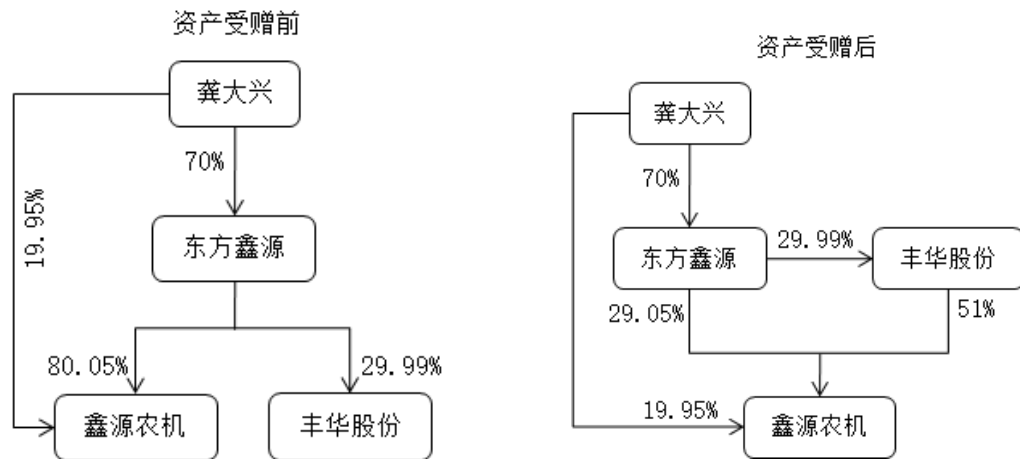 资产受赠前
龚大兴
70%
19.95%
东方鑫源
80.05%
29.99%
鑫源农机
丰华股份
资产受赠后
龚大兴
70%
东方鑫源
29.99%
丰华股份
29.05%
51%
19.95%
鑫源农机